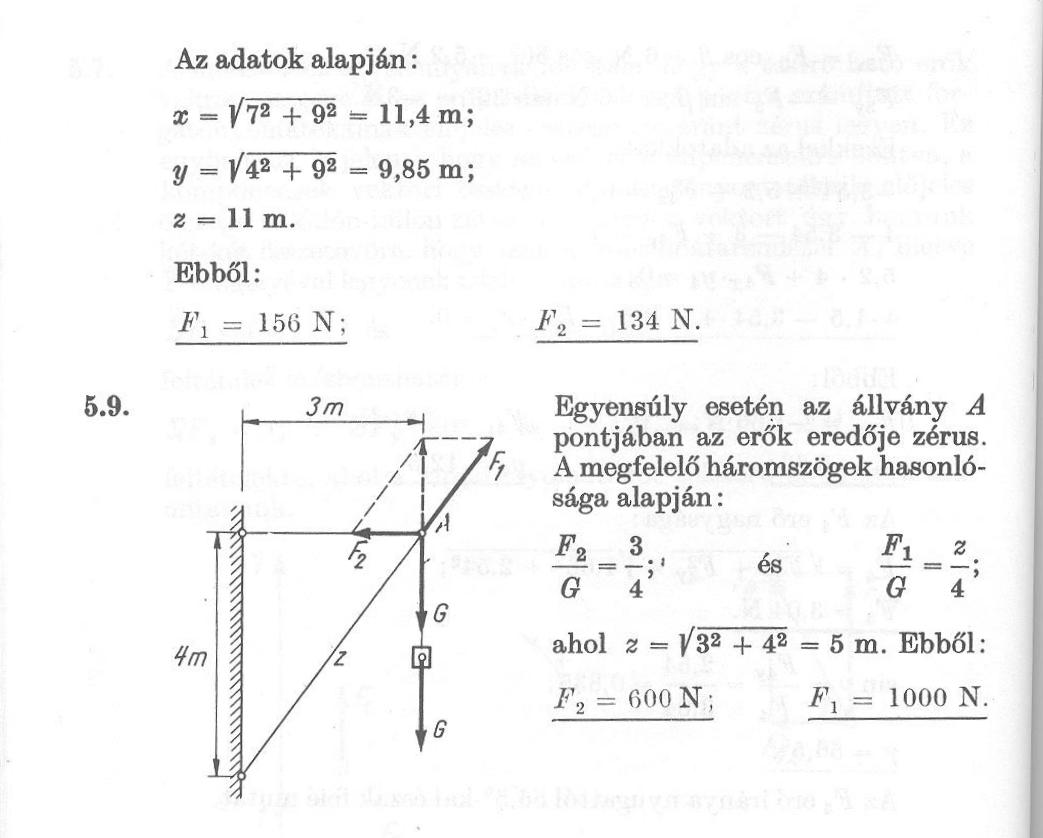 Az adatok alapján:
x = √7² + 9² = 11,4 m;
y = √4² + 9² = 9,85 m;
z = 11 m.
Ebből:
F₁ = 156 N; F₂ = 134 N.
5.9.
3m
F₁
A
F₂
G
4m
z
G
Egyensúly esetén az állvány A
pontjában az erők eredője zérus.
A megfelelő háromszögek hasonló-
sága alapján:
F₂/G = 3/4; és F₁/G = z/4;
ahol z = √3² + 4² = 5 m. Ebből:
F₂ = 600 N; F₁ = 1000 N.